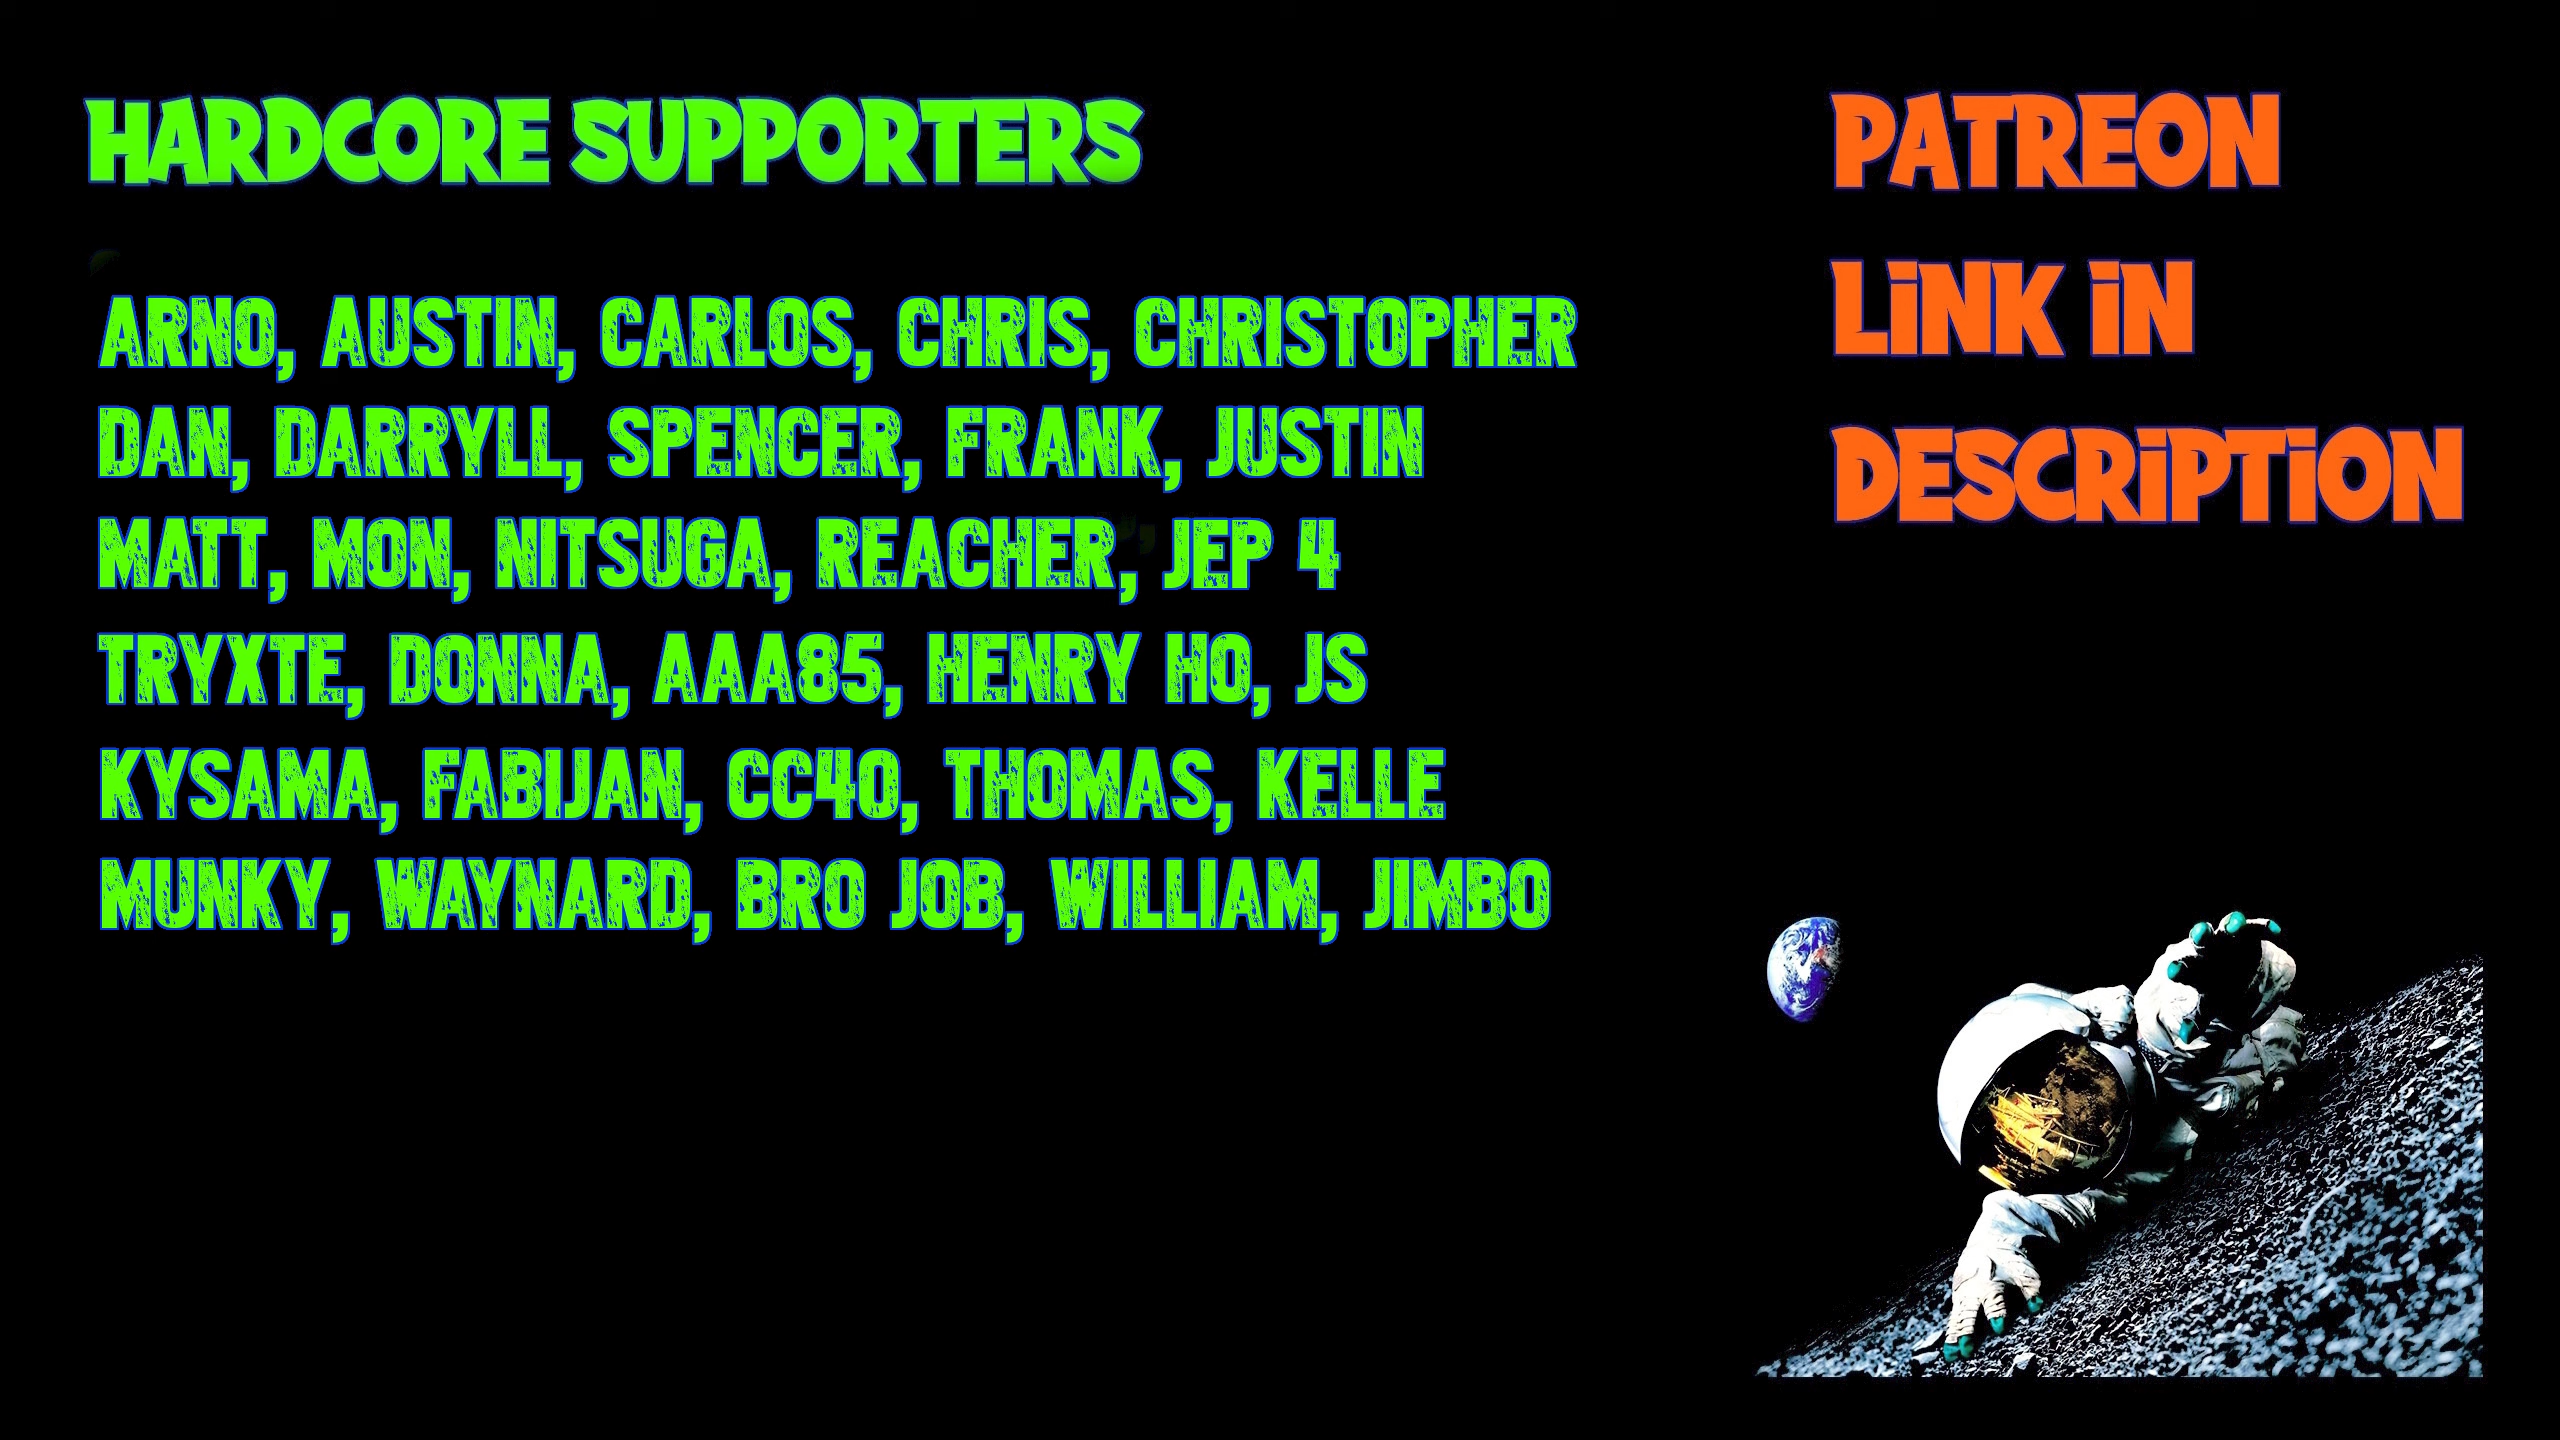 HARDCORE SUPPORTERS
ARNO, AUSTIN, CARLOS, CHRIS, CHRISTOPHER
DAN, DARRYLL, SPENCER, FRANK, JUSTIN
MATT, MON, NITSUGA, REACHER, JEP 4
TRYXTE, DONNA, AAA85, HENRY HO, JS
KYSAMA, FABIJAN, CC40, THOMAS, KELLE
MUNKY, WAYNARD, BRO JOB, WILLIAM, JIMBO
PATREON
LiNK iN
DESCRiPTiON